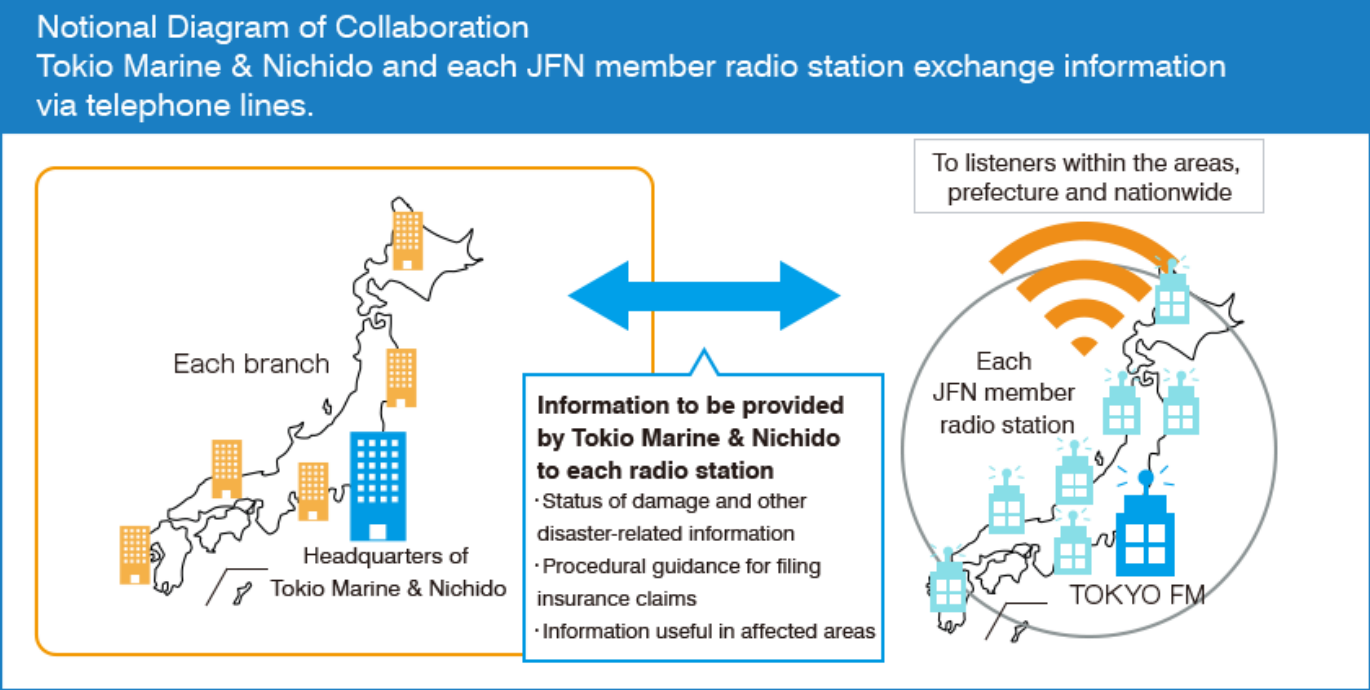 Notional Diagram of Collaboration
Tokio Marine & Nichido and each JFN member radio station exchange information
via telephone lines.
To listeners within the areas,
prefecture and nationwide
Each branch
Headquarters of
Tokio Marine & Nichido
Information to be provided
by Tokio Marine & Nichido
to each radio station
·Status of damage and other
disaster-related information
·Procedural guidance for filing
insurance claims
·Information useful in affected areas
Each
JFN member
radio station
TOKYO FM